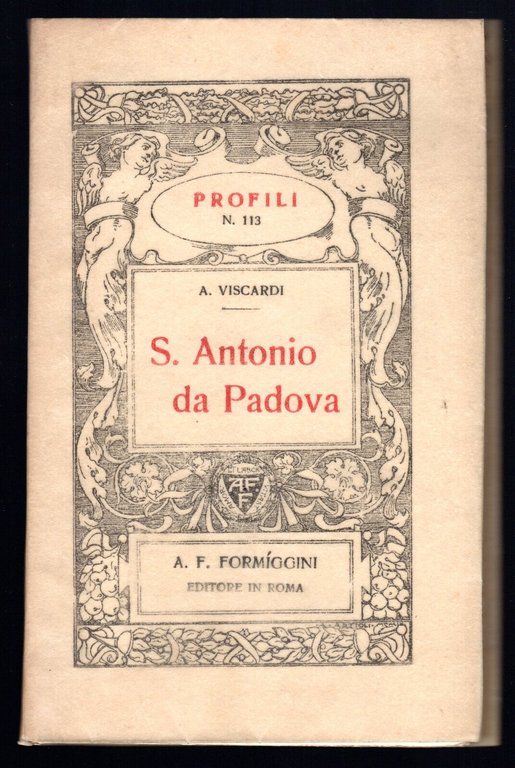 PROFILI
N. 113
A. VISCARDI
S. Antonio
da Padova
A. F.
F
A. F. FORMÍGGINI
EDITORE IN ROMA